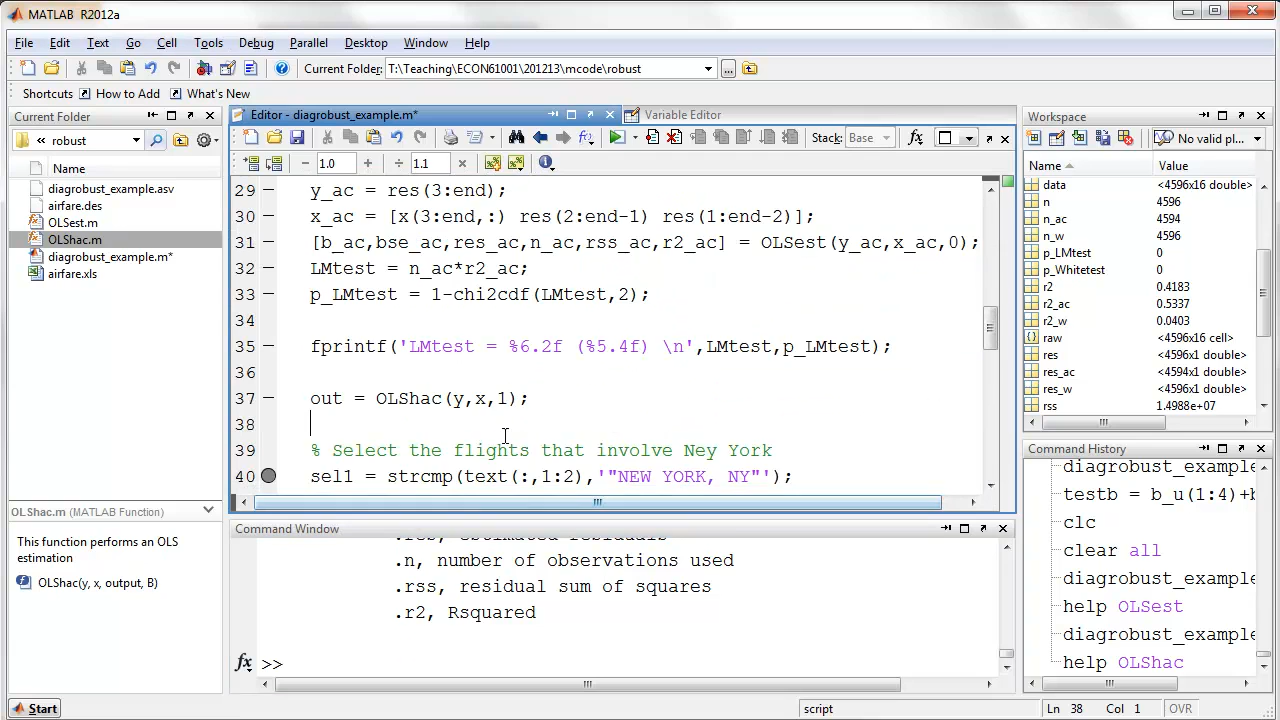 MATLAB R2012a
File Edit Text Go Cell Tools Debug Parallel Desktop Window Help
Current Folder: T:\Teaching\ECON61001\201213\mcode\robust
Shortcuts How to Add What's New
Current Folder
« robust
Name
diagrobust_example.asv
airfare.des
OLSest.m
OLShac.m
diagrobust_example.m*
airfare.xls
OLShac.m (MATLAB Function)
This function performs an OLS
estimation
OLShac(y, x, output, B)
Editor - diagrobust_example.m*
Variable Editor
Stack: Base
fx
1.0
1.1
29 y_ac = res(3:end);
30 x_ac = [x(3:end,:) res(2:end-1) res(1:end-2)];
31 [b_ac,bse_ac,res_ac,n_ac,rss_ac,r2_ac] = OLSest(y_ac,x_ac,0);
32 LMtest = n_ac*r2_ac;
33 p_LMtest = 1-chi2cdf(LMtest,2);
34
35 fprintf('LMtest = %6.2f (%5.4f) \n',LMtest,p_LMtest);
36
37 out = OLShac(y,x,1);
38
39 % Select the flights that involve Ney York
40 sel1 = strcmp(text(:,1:2),'"NEW YORK, NY"');
Command Window
.n, number of observations used
.rss, residual sum of squares
.r2, Rsquared
fx >>
Workspace
No valid pl...
Name Value
data <4596x16 double>
n 4596
n_ac 4594
n_w 4596
p_LMtest 0
p_Whitetest 0
r2 0.4183
r2_ac 0.5337
r2_w 0.0403
raw <4596x16 cell>
res <4596x1 double>
res_ac <4594x1 double>
res_w <4596x1 double>
rss 1.4988e+07
Command History
diagrobust_example
testb = b_u(1:4)+b
clc
clear all
diagrobust_example
help OLSest
diagrobust_example
help OLShac
Start
script
Ln 38 Col 1 OVR